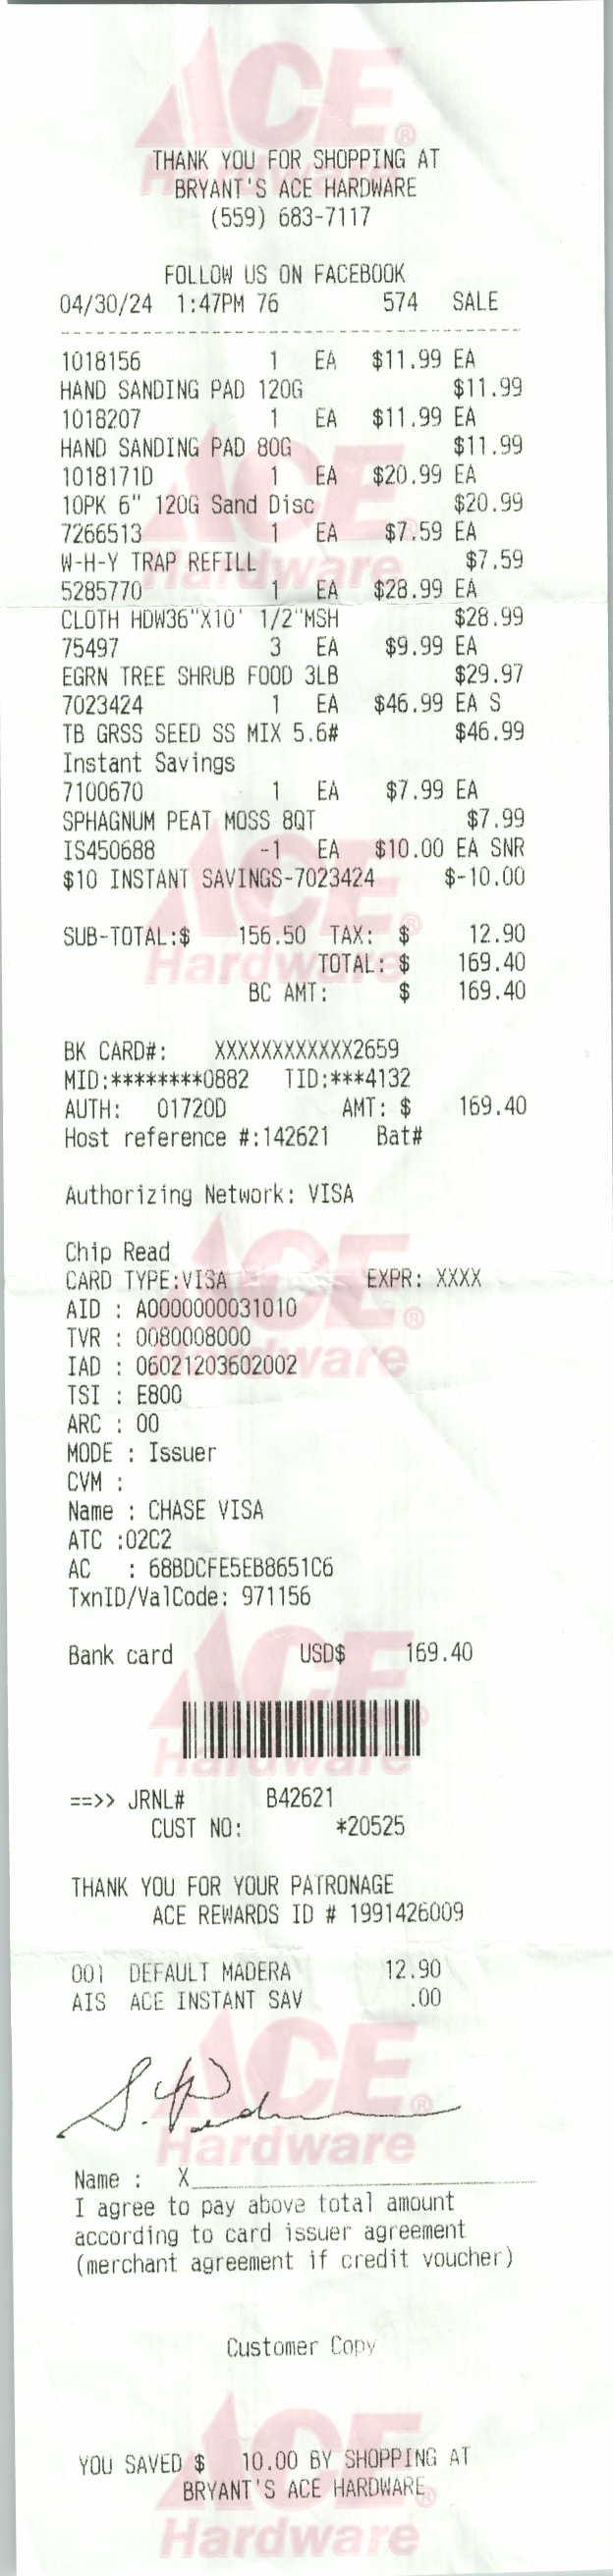 ACE
Hardware
THANK YOU FOR SHOPPING AT
BRYANT'S ACE HARDWARE
(559) 683-7117
FOLLOW US ON FACEBOOK
04/30/24 1:47PM 76 574 SALE
1018156 1 EA $11.99 EA
HAND SANDING PAD 120G $11.99
1018207 1 EA $11.99 EA
HAND SANDING PAD 80G $11.99
1018171D 1 EA $20.99 EA
10PK 6" 120G Sand Disc $20.99
7266513 1 EA $7.59 EA
W-H-Y TRAP REFILL $7.59
5285770 1 EA $28.99 EA
CLOTH HDW36"X10' 1/2"MSH $28.99
75497 3 EA $9.99 EA
EGRN TREE SHRUB FOOD 3LB $29.97
7023424 1 EA $46.99 EA S
TB GRSS SEED SS MIX 5.6# $46.99
Instant Savings
7100670 1 EA $7.99 EA
SPHAGNUM PEAT MOSS 8QT $7.99
IS450688 -1 EA $10.00 EA SNR
$10 INSTANT SAVINGS-7023424 $-10.00
SUB-TOTAL:$ 156.50 TAX: $ 12.90
TOTAL: $ 169.40
BC AMT: $ 169.40
BK CARD#: XXXXXXXXXXXX2659
MID:********0882 TID:***4132
AUTH: 01720D AMT: $ 169.40
Host reference #:142621 Bat#
Authorizing Network: VISA
Chip Read
CARD TYPE:VISA EXPR: XXXX
AID : A0000000031010
TVR : 0080008000
IAD : 06021203602002
TSI : E800
ARC : 00
MODE : Issuer
CVM :
Name : CHASE VISA
ATC :02C2
AC : 68BDCFE5EB8651C6
TxnID/ValCode: 971156
Bank card USD$ 169.40
==>> JRNL# B42621
CUST NO: *20525
THANK YOU FOR YOUR PATRONAGE
ACE REWARDS ID # 1991426009
001 DEFAULT MADERA 12.90
AIS ACE INSTANT SAV .00
Name : X
I agree to pay above total amount
according to card issuer agreement
(merchant agreement if credit voucher)
Customer Copy
YOU SAVED $ 10.00 BY SHOPPING AT
BRYANT'S ACE HARDWARE
ACE
Hardware